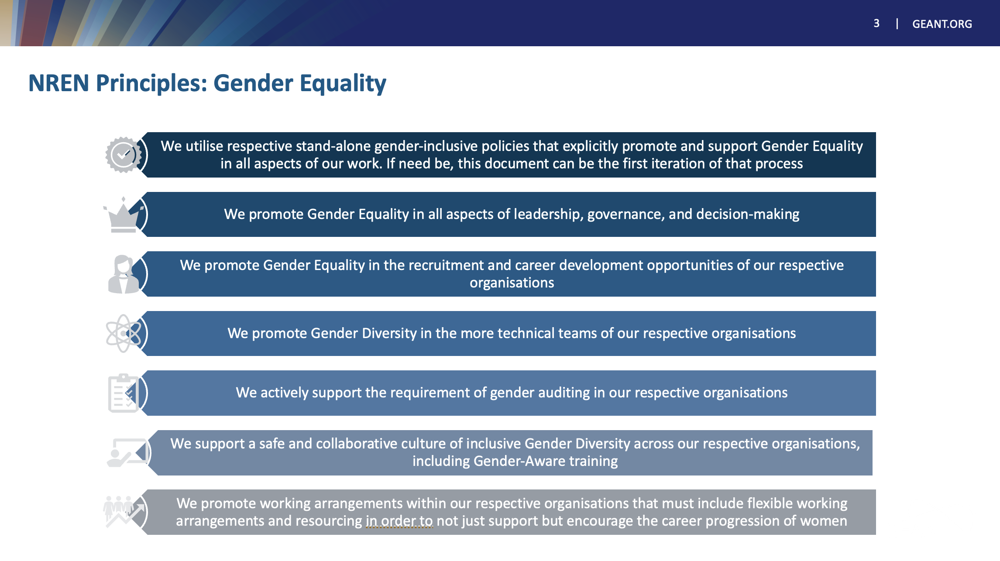 3 | GEANT.ORG
NREN Principles: Gender Equality
We utilise respective stand-alone gender-inclusive policies that explicitly promote and support Gender Equality
in all aspects of our work. If need be, this document can be the first iteration of that process
We promote Gender Equality in all aspects of leadership, governance, and decision-making
We promote Gender Equality in the recruitment and career development opportunities of our respective
organisations
We promote Gender Diversity in the more technical teams of our respective organisations
We actively support the requirement of gender auditing in our respective organisations
We support a safe and collaborative culture of inclusive Gender Diversity across our respective organisations,
including Gender-Aware training
We promote working arrangements within our respective organisations that must include flexible working
arrangements and resourcing in order to not just support but encourage the career progression of women